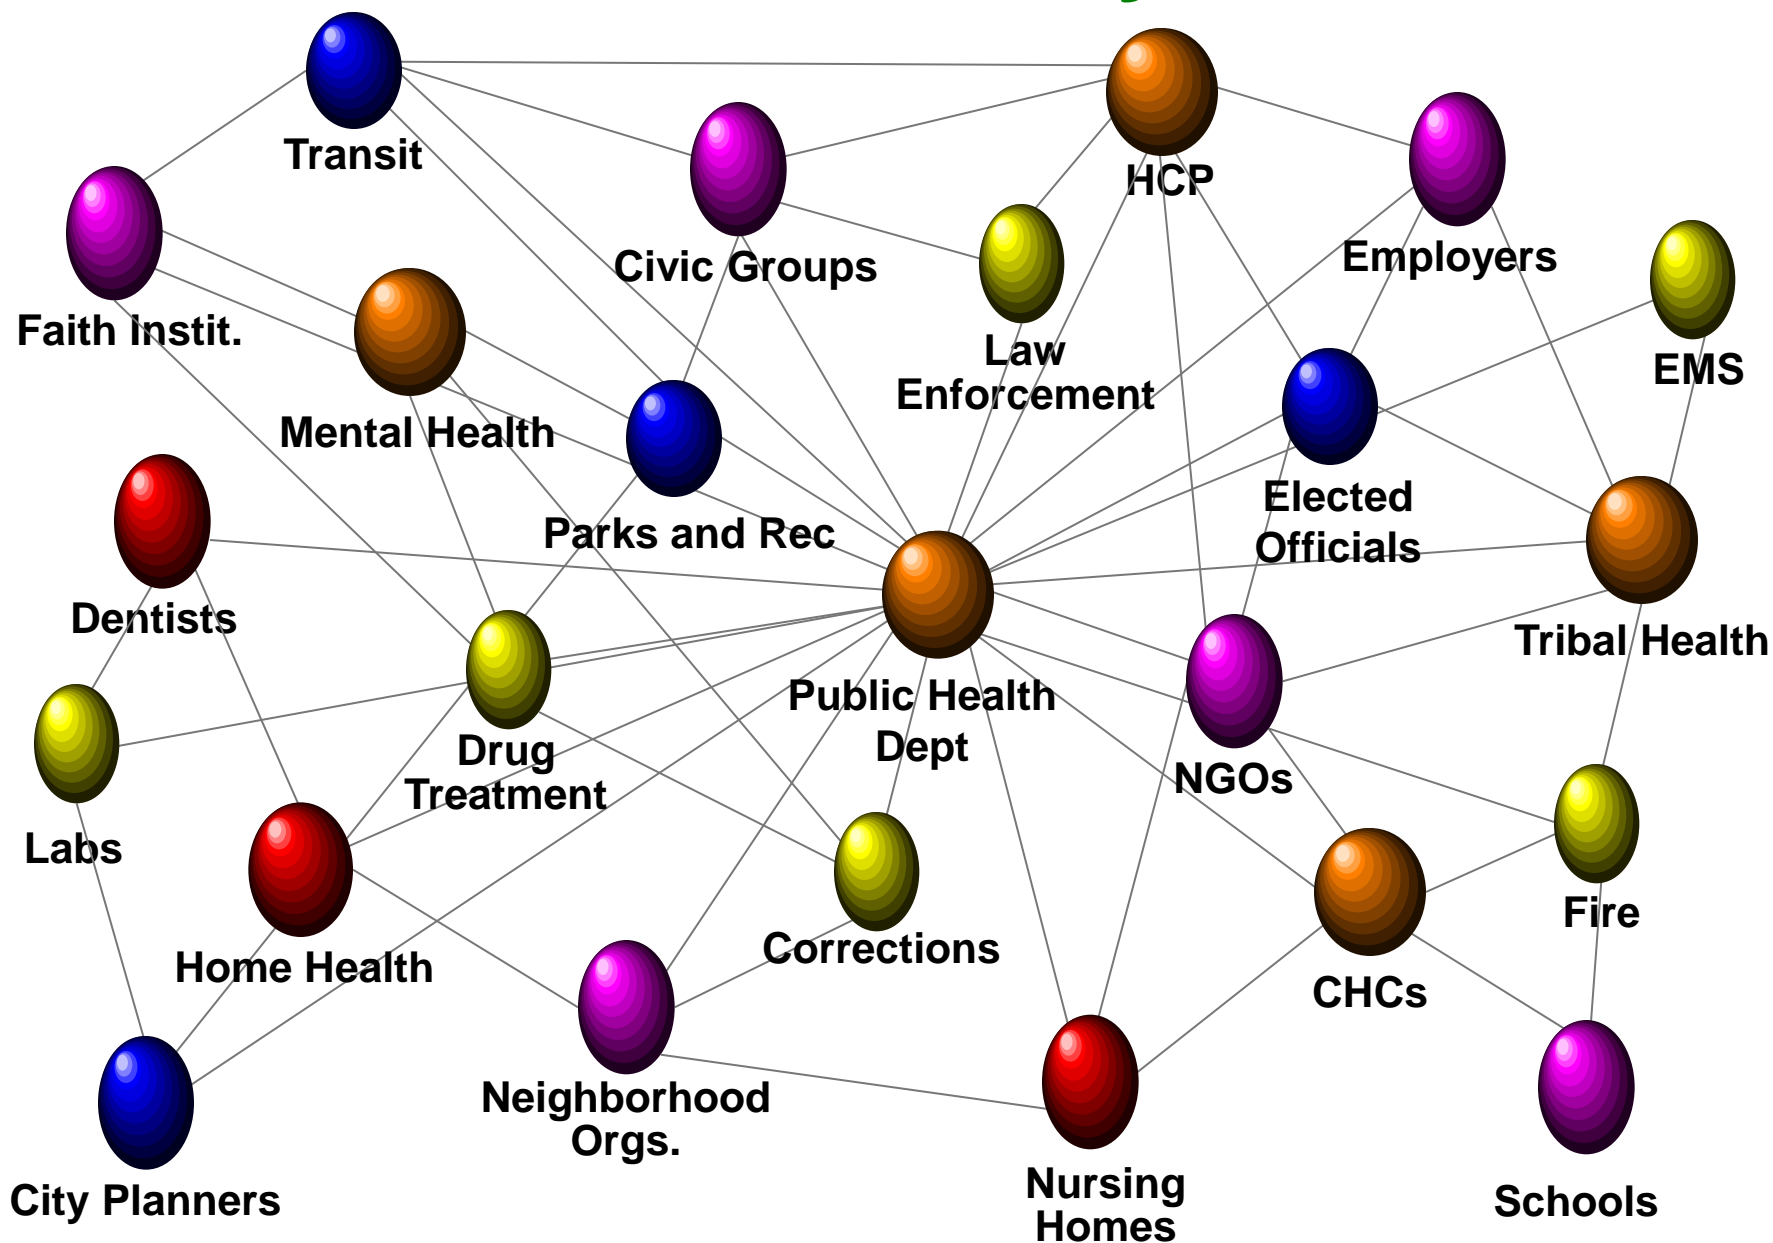 Transit
HCP
Civic Groups
Employers
Faith Instit.
Law
Enforcement
EMS
Mental Health
Elected
Officials
Parks and Rec
Dentists
Tribal Health
Public Health
Dept
Drug
Treatment
NGOs
Labs
Fire
Home Health
Corrections
CHCs
Neighborhood
Orgs.
City Planners
Nursing
Homes
Schools